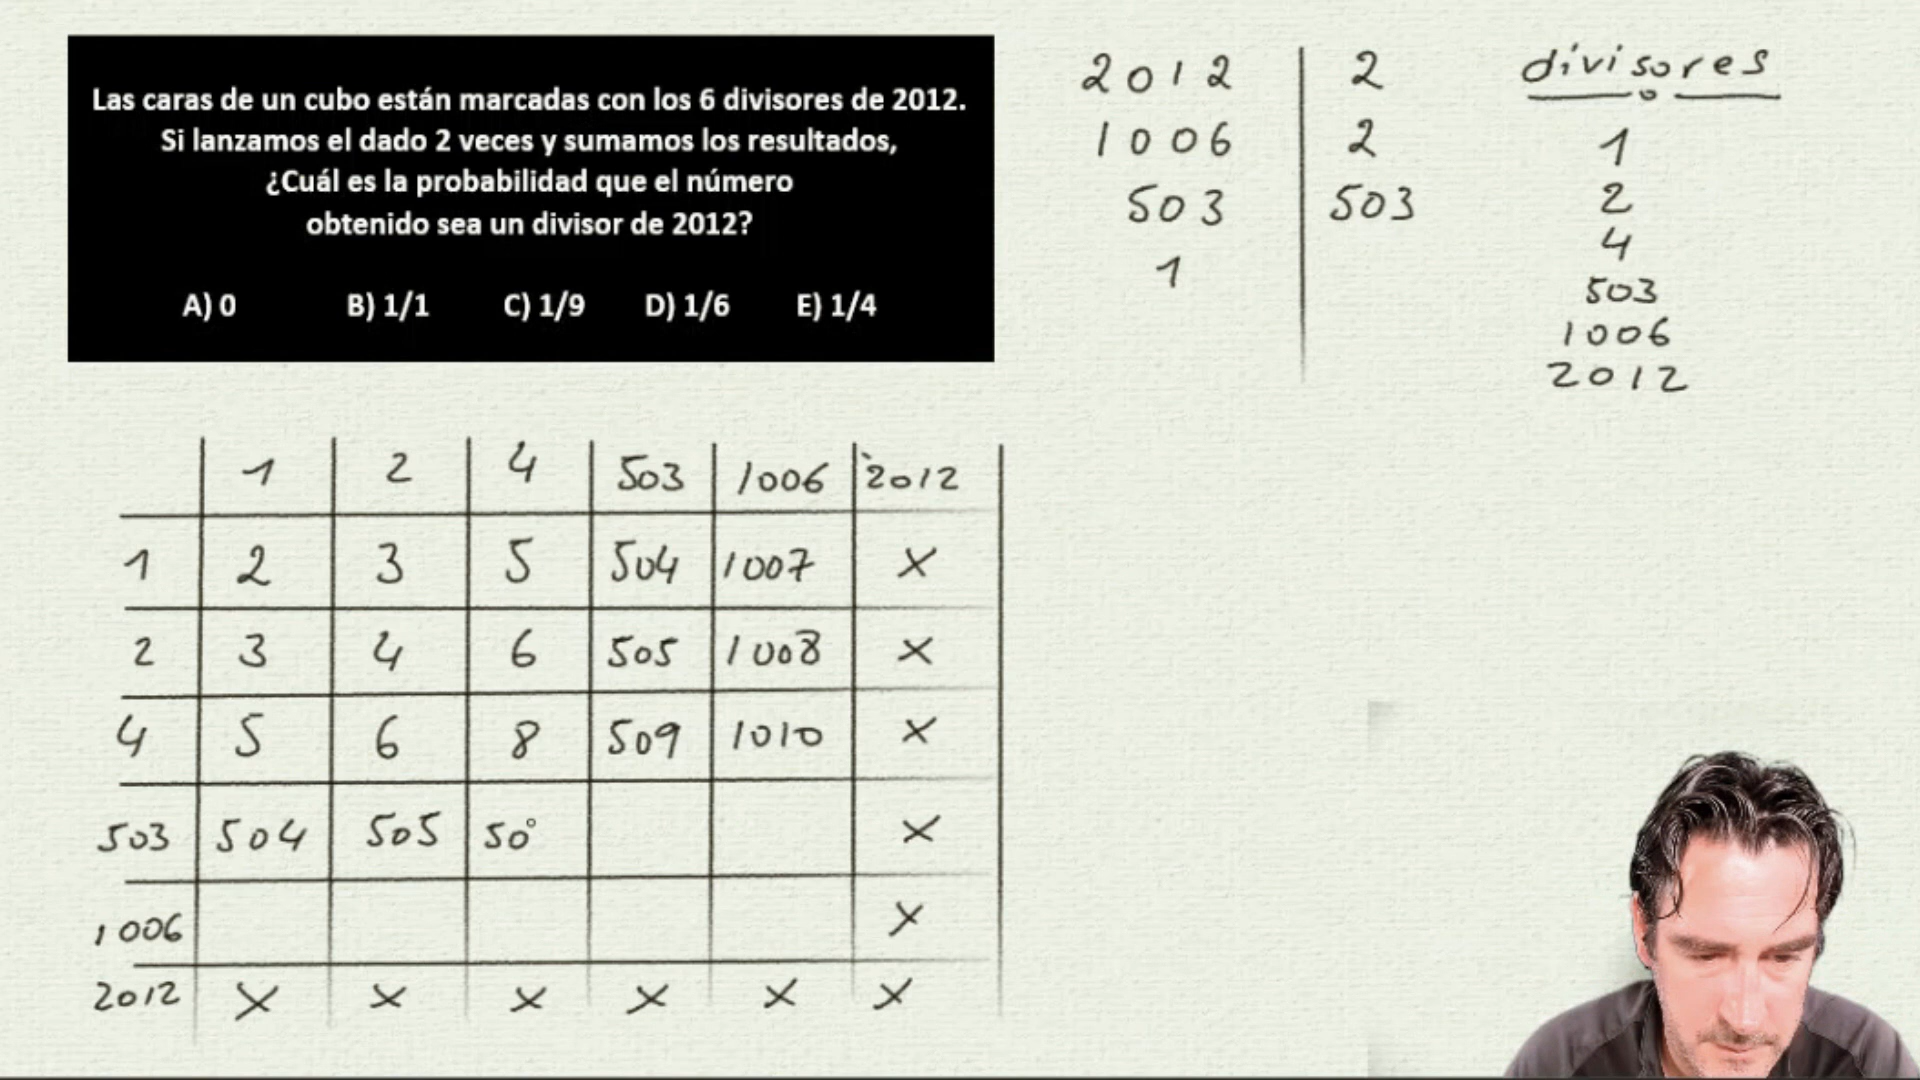 Las caras de un cubo están marcadas con los 6 divisores de 2012.
Si lanzamos el dado 2 veces y sumamos los resultados,
¿Cuál es la probabilidad que el número
obtenido sea un divisor de 2012?
A) 0 B) 1/1 C) 1/9 D) 1/6 E) 1/4
2012 2
1006 2
503 503
1
divisores
1
2
4
503
1006
2012
1 2 4 503 1006 2012
1 2 3 5 504 1007 X
2 3 4 6 505 1008 X
4 5 6 8 509 1010 X
503 504 505 50 X
1006 X
2012 X X X X X X